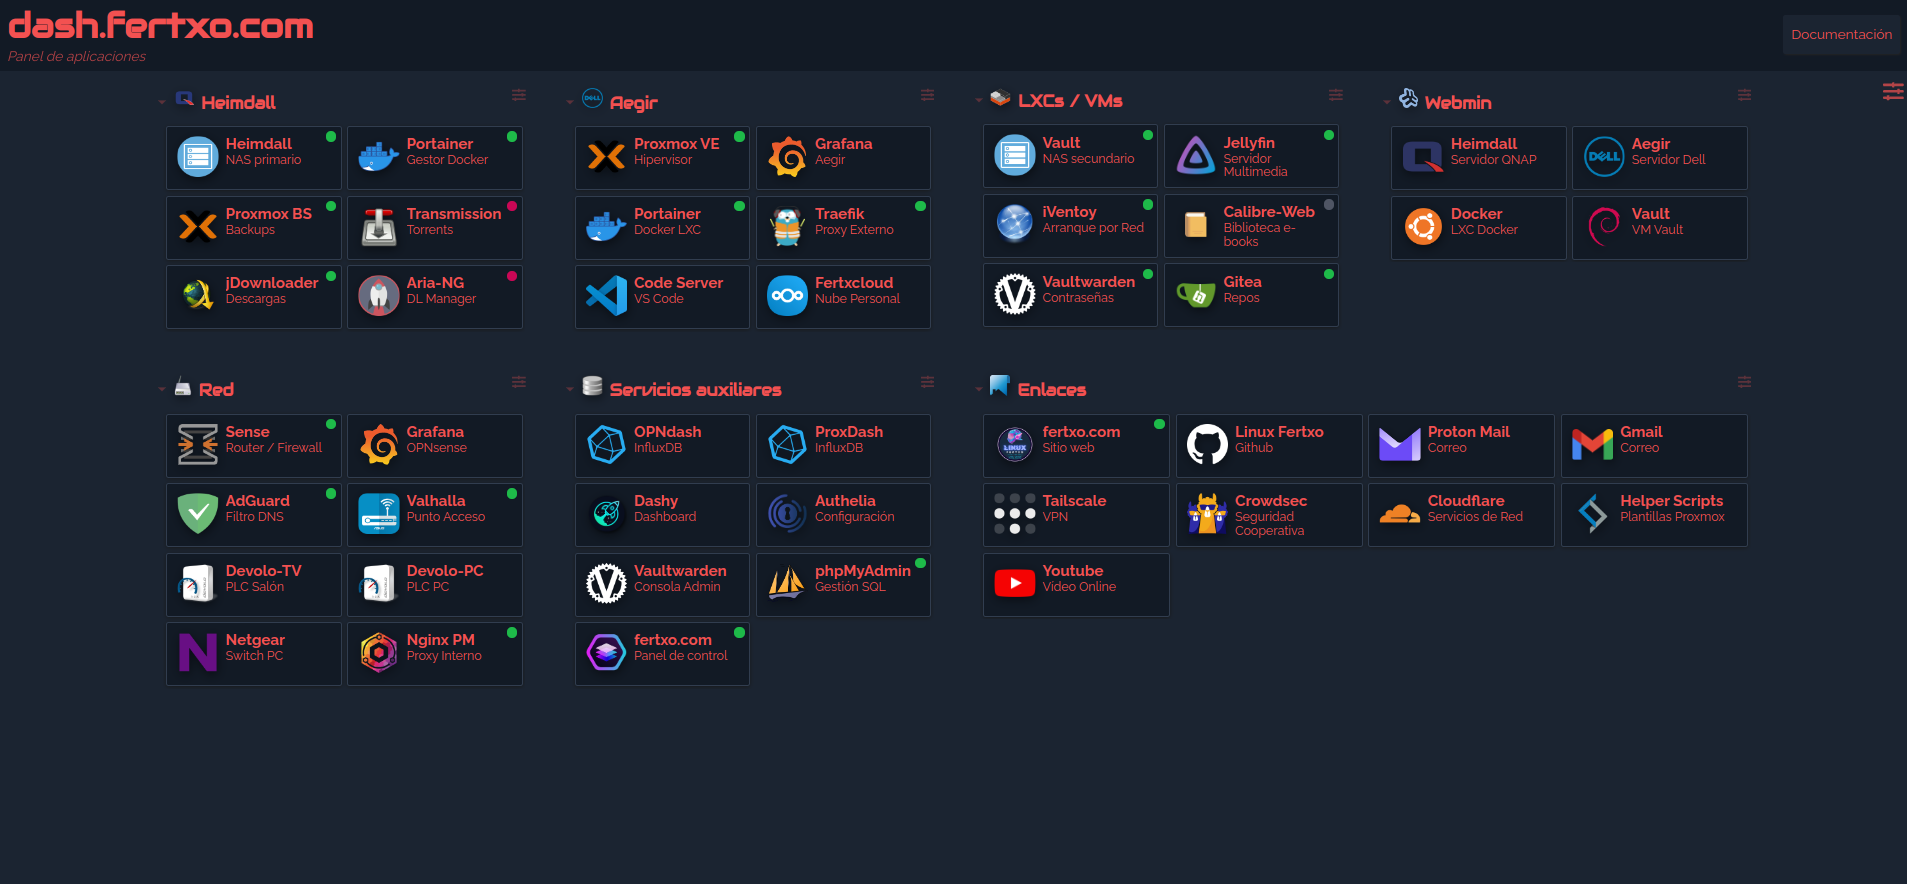 dash.Fertxo.com
Panel de aplicaciones
Documentación
Heimdall
Heimdall
NAS primario
Portainer
Gestor Docker
Proxmox BS
Backups
Transmission
Torrents
jDownloader
Descargas
Aria-NG
DL Manager
DELL
Aegir
Proxmox VE
Hipervisor
Grafana
Aegir
Portainer
Docker LXC
Traefik
Proxy Externo
Code Server
VS Code
Fertxcloud
Nube Personal
LXCs / VMs
Vault
NAS secundario
Jellyfin
Servidor
Multimedia
iVentoy
Arranque por Red
Calibre-Web
Biblioteca e-
books
Vaultwarden
Contraseñas
Gitea
Repos
Webmin
Heimdall
Servidor QNAP
DELL
Aegir
Servidor Dell
Docker
LXC Docker
Vault
VM Vault
Red
Sense
Router / Firewall
Grafana
OPNsense
AdGuard
Filtro DNS
Valhalla
Punto Acceso
Devolo-TV
PLC Salón
Devolo-PC
PLC PC
Netgear
Switch PC
Nginx PM
Proxy Interno
Servicios auxiliares
OPNdash
InfluxDB
ProxDash
InfluxDB
Dashy
Dashboard
Authelia
Configuración
Vaultwarden
Consola Admin
phpMyAdmin
Gestión SQL
fertxo.com
Panel de control
Enlaces
LINUX
fertxo.com
Sitio web
Linux Fertxo
Github
Proton Mail
Correo
Gmail
Correo
Tailscale
VPN
Crowdsec
Seguridad
Cooperativa
Cloudflare
Servicios de Red
Helper Scripts
Plantillas Proxmox
Youtube
Vídeo Online